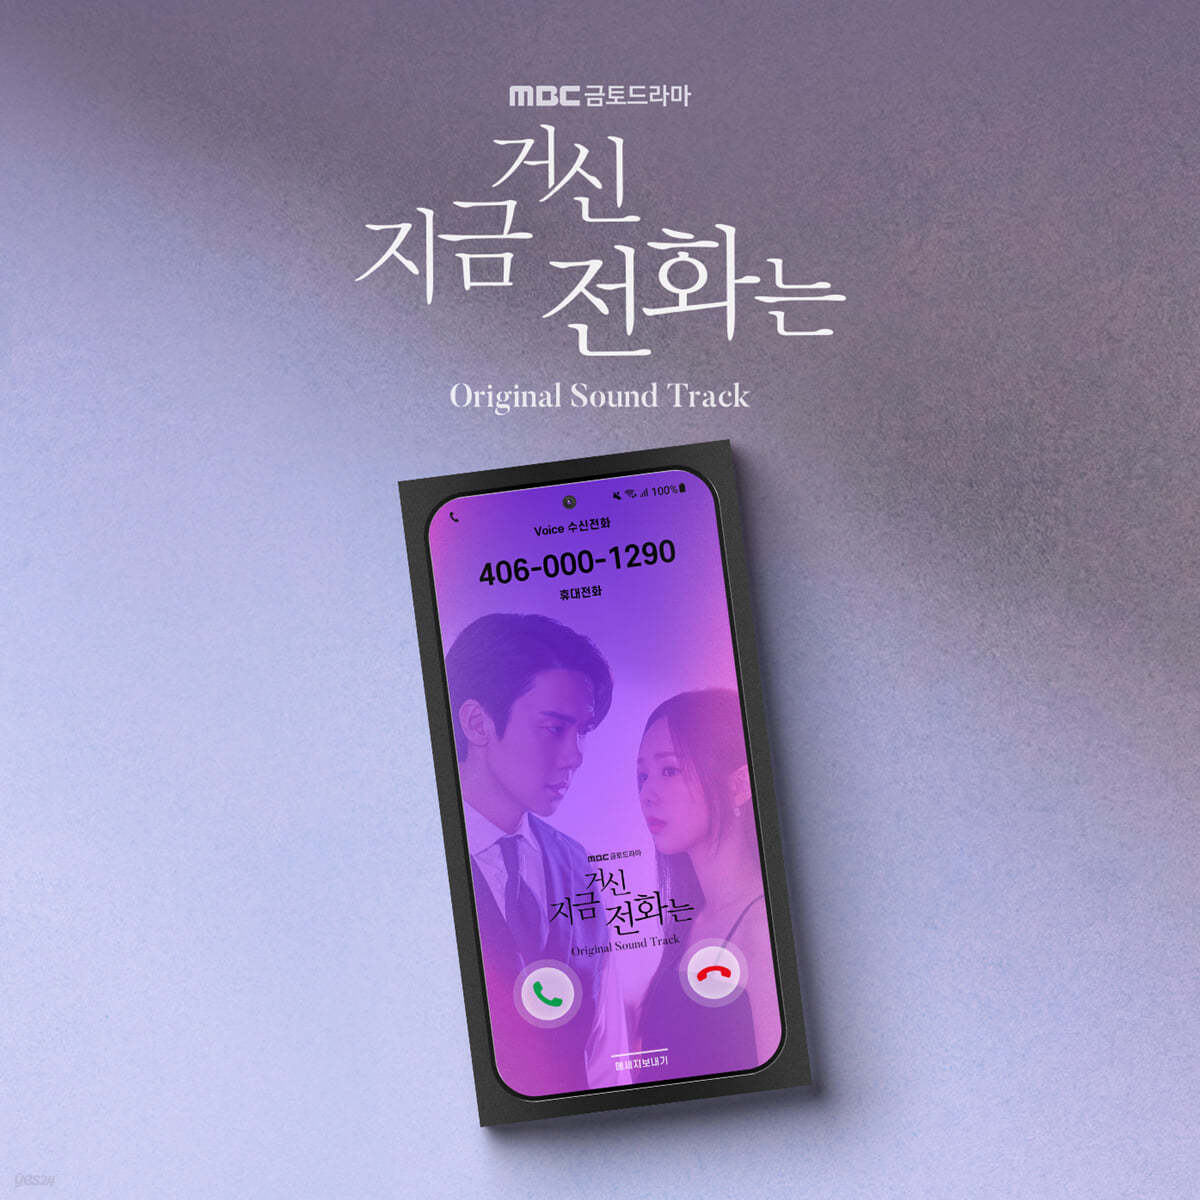 MBC 금토드라마
지금 거신
전화는
Original Sound Track
100%
Voice 수신전화
406-000-1290
휴대전화
MBC 금토드라마
지금 거신
전화는
Original Sound Track
메세지보내기
yes24